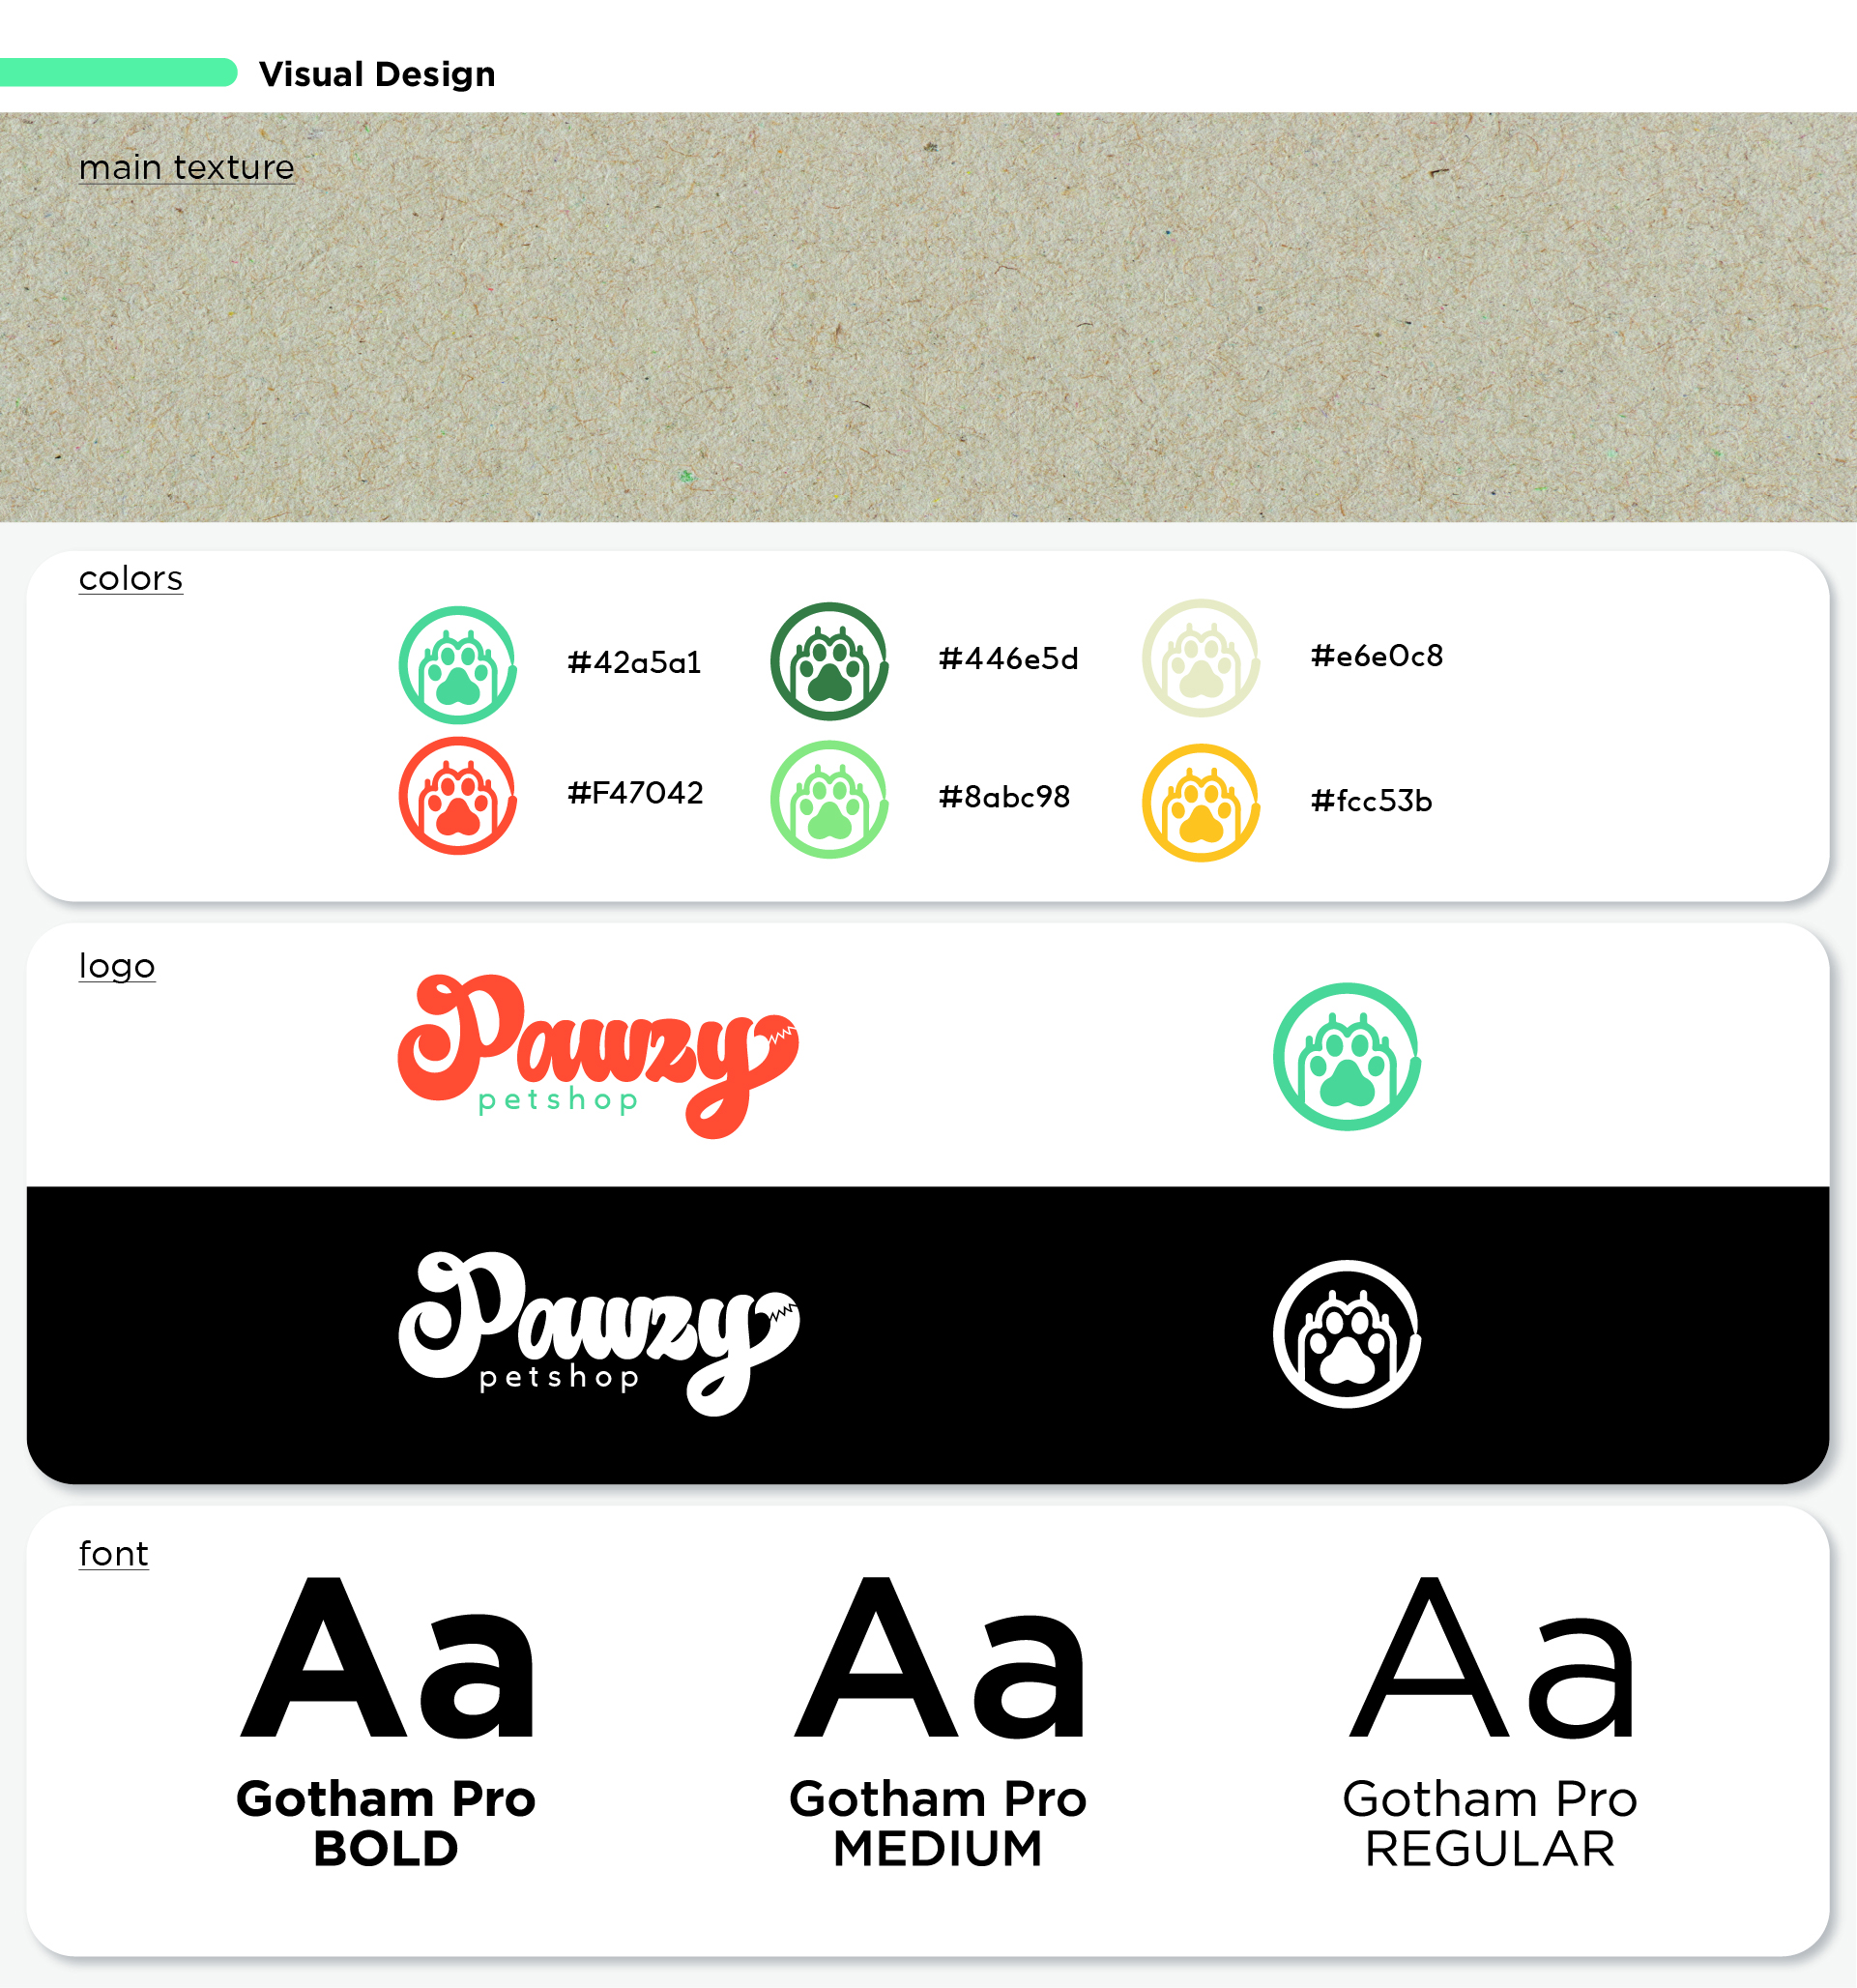 Visual Design
main texture
colors
#42a5a1
#446e5d
#e6e0c8
#F47042
#8abc98
#fcc53b
logo
Pawzy
petshop
Pawzy
petshop
font
Aa
Aa
Aa
Gotham Pro
BOLD
Gotham Pro
MEDIUM
Gotham Pro
REGULAR